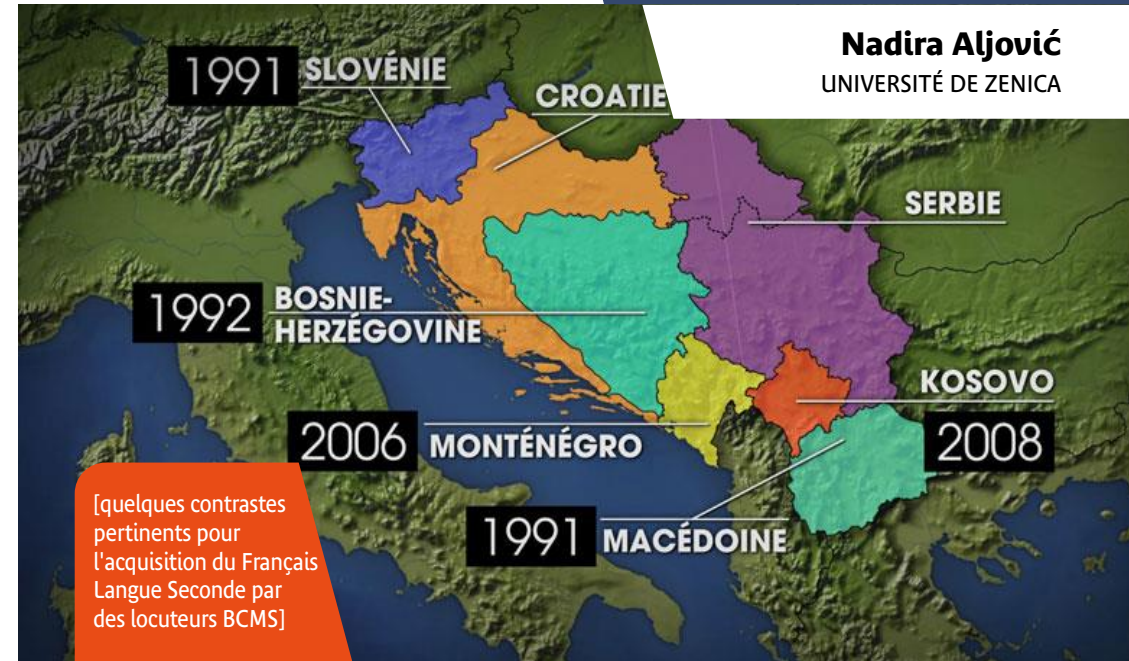 Nadira Aljović
UNIVERSITÉ DE ZENICA
1991 SLOVÉNIE
CROATIE
SERBIE
1992 BOSNIE-
HERZÉGOVINE
KOSOVO
2008
2006 MONTÉNÉGRO
1991 MACÉDOINE
[quelques contrastes
pertinents pour
l'acquisition du Français
Langue Seconde par
des locuteurs BCMS]